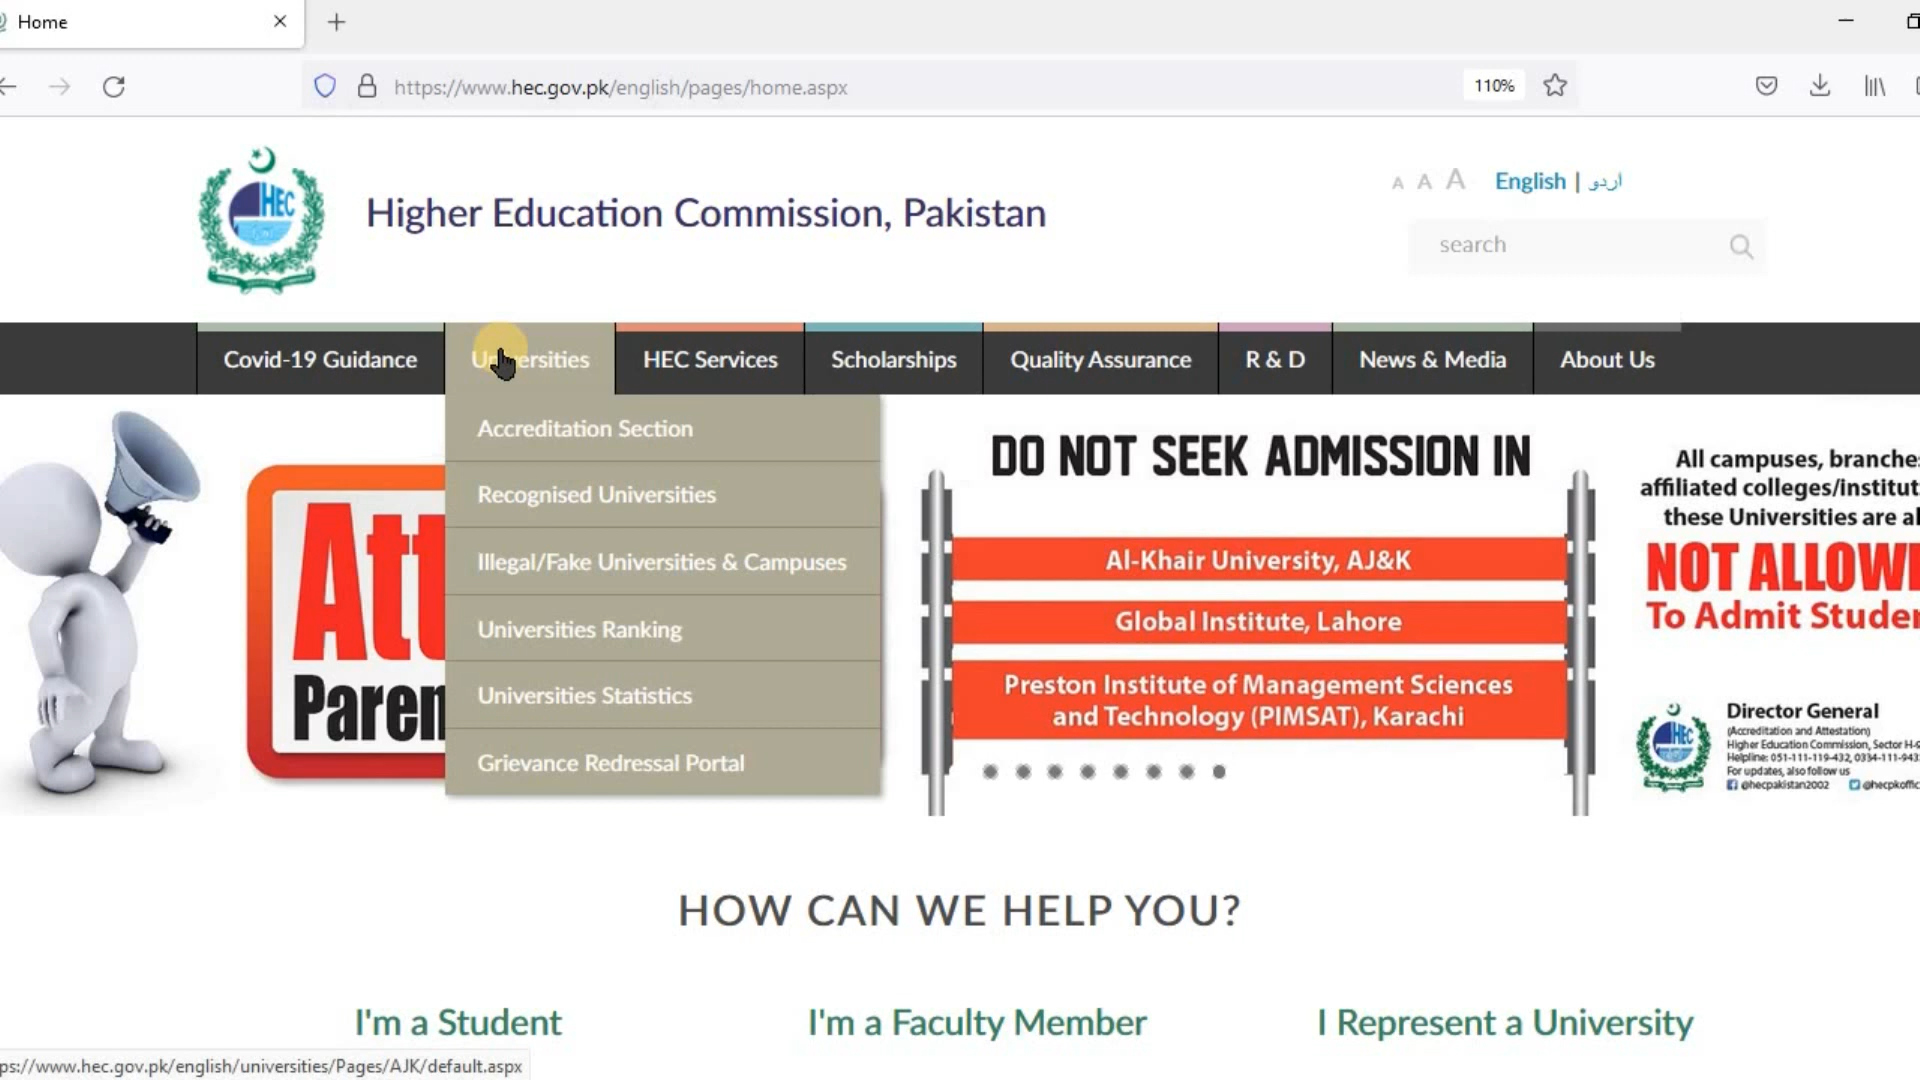 Home
https://www.hec.gov.pk/english/pages/home.aspx
110%
HEC
Higher Education Commission, Pakistan
A A A English | اردو
search
Covid-19 Guidance
Universities
HEC Services
Scholarships
Quality Assurance
R & D
News & Media
About Us
Accreditation Section
Recognised Universities
Illegal/Fake Universities & Campuses
Universities Ranking
Universities Statistics
Grievance Redressal Portal
Att
Paren
DO NOT SEEK ADMISSION IN
Al-Khair University, AJ&K
Global Institute, Lahore
Preston Institute of Management Sciences
and Technology (PIMSAT), Karachi
All campuses, branche
affiliated colleges/institut
these Universities are al
NOT ALLOW
To Admit Studen
HEC
Director General
(Accreditation and Attestation)
Higher Education Commission, Sector H-9
Helpline: 051-111-119-432, 0334-111-943
For updates, also follow us
@hecpakistan2002 @hecpkoffic
HOW CAN WE HELP YOU?
I'm a Student
I'm a Faculty Member
I Represent a University
ps://www.hec.gov.pk/english/universities/Pages/AJK/default.aspx